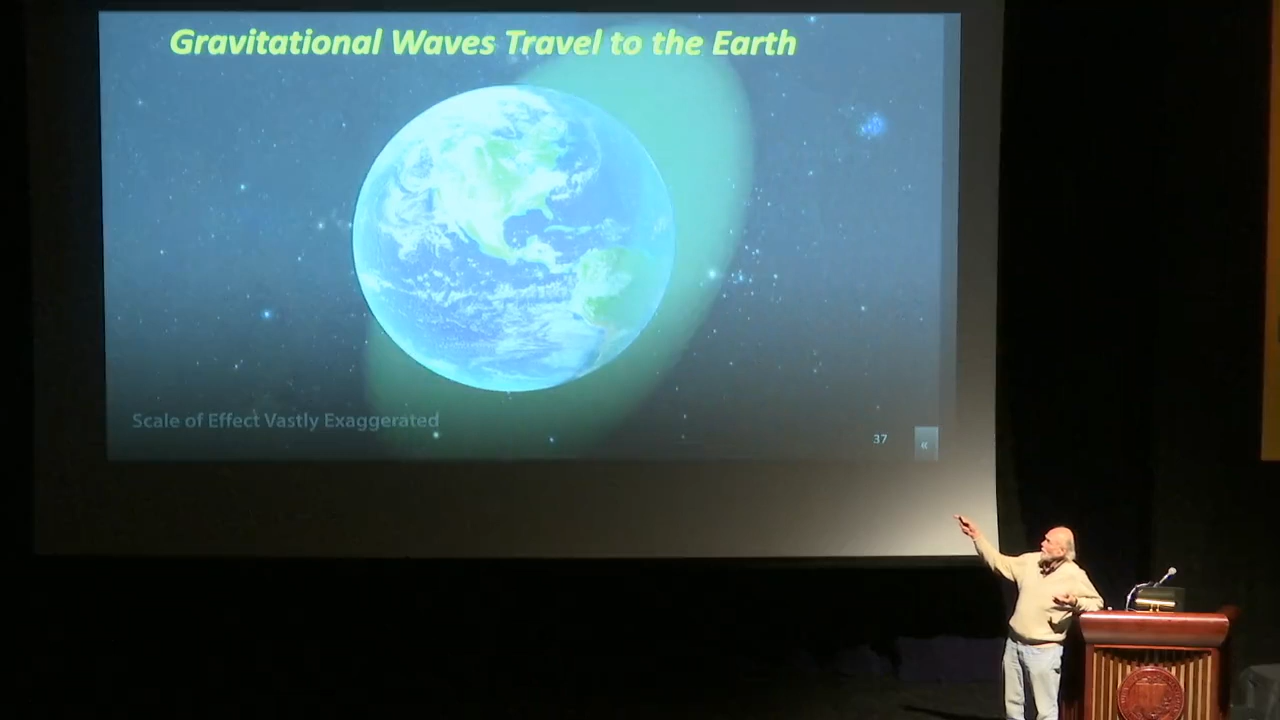 Gravitational Waves Travel to the Earth
Scale of Effect Vastly Exaggerated
37
«